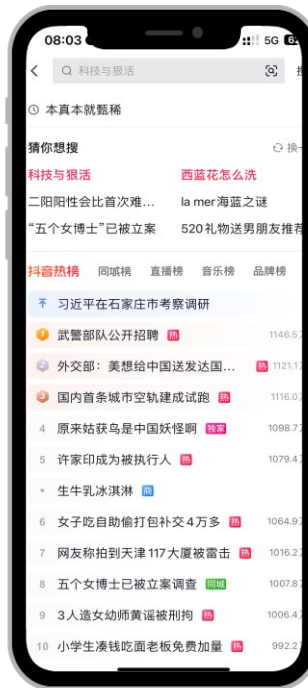 08:03 5G
科技与狠活
本真本就甄稀
猜你想搜 换一
科技与狠活 西蓝花怎么洗
二阳阳性会比首次难... la mer海蓝之谜
“五个女博士”已被立案 520礼物送男朋友推荐
抖音热榜 同城榜 直播榜 音乐榜 品牌榜
习近平在石家庄市考察调研
1 武警部队公开招聘 热 1146.5
2 外交部：美想给中国送发达国... 热 1121.1
3 国内首条城市空轨建成试跑 热 1116.0
4 原来姑获鸟是中国妖怪啊 独家 1098.7
5 许家印成为被执行人 热 1079.4
生牛乳冰淇淋 商
6 女子吃自助偷打包补交4万多 热 1064.9
7 网友称拍到天津117大厦被雷击 热 1016.2
8 五个女博士已被立案调查 同城 1007.8
9 3人造女幼师黄谣被刑拘 热 1006.4
10 小学生凑钱吃面老板免费加量 热 992.2